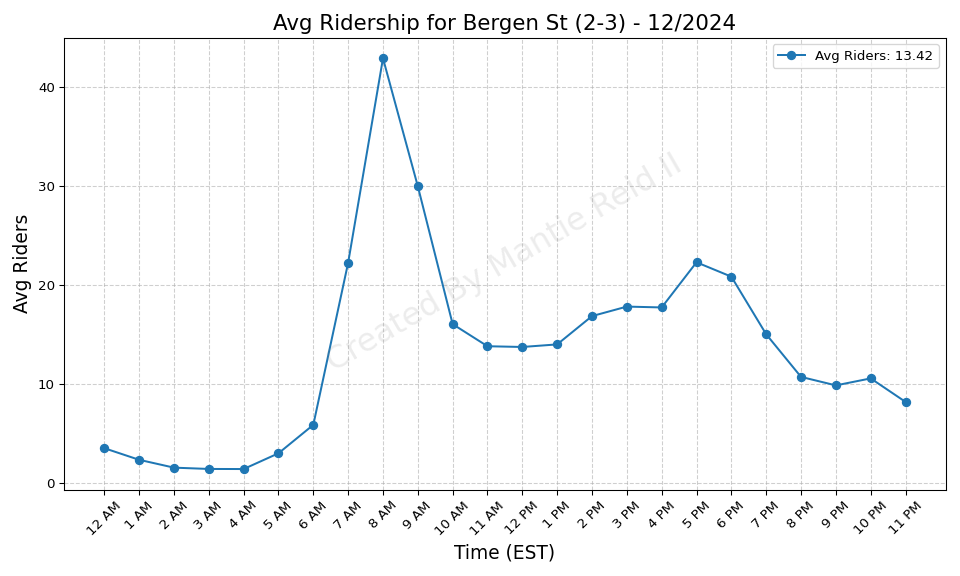 Avg Ridership for Bergen St (2-3) - 12/2024
Avg Riders: 13.42
40
30
20
10
0
Avg Riders
Created By Mantie Reid II
12 AM
1 AM
2 AM
3 AM
4 AM
5 AM
6 AM
7 AM
8 AM
9 AM
10 AM
11 AM
12 PM
1 PM
2 PM
3 PM
4 PM
5 PM
6 PM
7 PM
8 PM
9 PM
10 PM
11 PM
Time (EST)